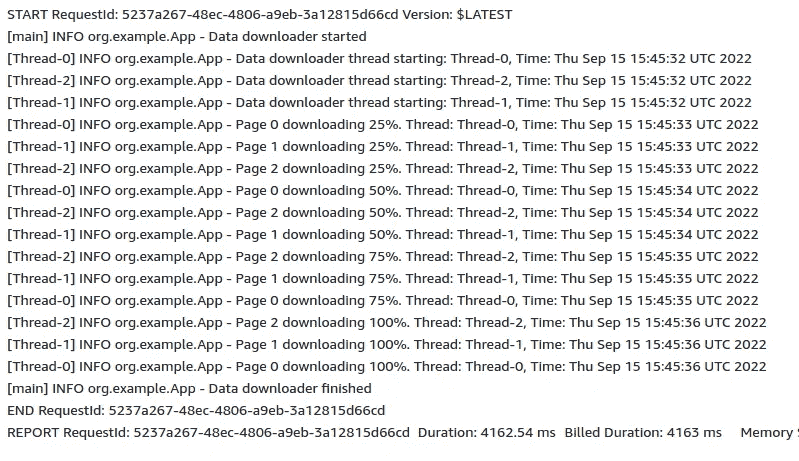 START RequestId: 5237a267-48ec-4806-a9eb-3a12815d66cd Version: $LATEST
[main] INFO org.example.App - Data downloader started
[Thread-0] INFO org.example.App - Data downloader thread starting: Thread-0, Time: Thu Sep 15 15:45:32 UTC 2022
[Thread-2] INFO org.example.App - Data downloader thread starting: Thread-2, Time: Thu Sep 15 15:45:32 UTC 2022
[Thread-1] INFO org.example.App - Data downloader thread starting: Thread-1, Time: Thu Sep 15 15:45:32 UTC 2022
[Thread-0] INFO org.example.App - Page 0 downloading 25%. Thread: Thread-0, Time: Thu Sep 15 15:45:33 UTC 2022
[Thread-1] INFO org.example.App - Page 1 downloading 25%. Thread: Thread-1, Time: Thu Sep 15 15:45:33 UTC 2022
[Thread-2] INFO org.example.App - Page 2 downloading 25%. Thread: Thread-2, Time: Thu Sep 15 15:45:33 UTC 2022
[Thread-0] INFO org.example.App - Page 0 downloading 50%. Thread: Thread-0, Time: Thu Sep 15 15:45:34 UTC 2022
[Thread-2] INFO org.example.App - Page 2 downloading 50%. Thread: Thread-2, Time: Thu Sep 15 15:45:34 UTC 2022
[Thread-1] INFO org.example.App - Page 1 downloading 50%. Thread: Thread-1, Time: Thu Sep 15 15:45:34 UTC 2022
[Thread-2] INFO org.example.App - Page 2 downloading 75%. Thread: Thread-2, Time: Thu Sep 15 15:45:35 UTC 2022
[Thread-1] INFO org.example.App - Page 1 downloading 75%. Thread: Thread-1, Time: Thu Sep 15 15:45:35 UTC 2022
[Thread-0] INFO org.example.App - Page 0 downloading 75%. Thread: Thread-0, Time: Thu Sep 15 15:45:35 UTC 2022
[Thread-2] INFO org.example.App - Page 2 downloading 100%. Thread: Thread-2, Time: Thu Sep 15 15:45:36 UTC 2022
[Thread-1] INFO org.example.App - Page 1 downloading 100%. Thread: Thread-1, Time: Thu Sep 15 15:45:36 UTC 2022
[Thread-0] INFO org.example.App - Page 0 downloading 100%. Thread: Thread-0, Time: Thu Sep 15 15:45:36 UTC 2022
[main] INFO org.example.App - Data downloader finished
END RequestId: 5237a267-48ec-4806-a9eb-3a12815d66cd
REPORT RequestId: 5237a267-48ec-4806-a9eb-3a12815d66cd Duration: 4162.54 ms Billed Duration: 4163 ms Memory